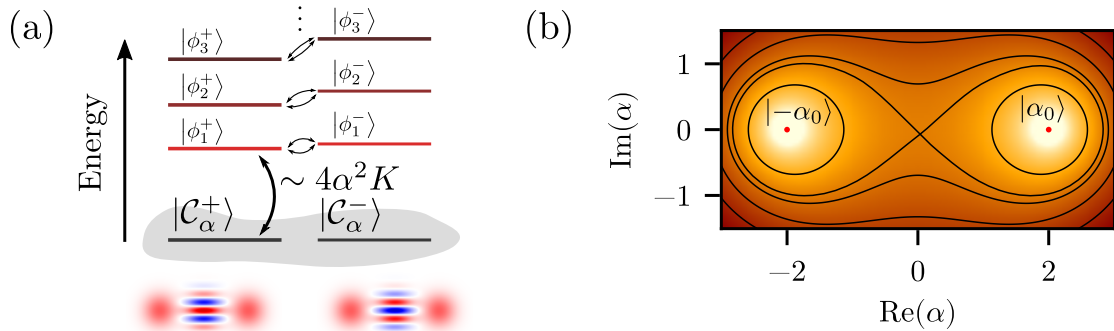 (a)
Energy
⋮
|ϕ₃⁺⟩ |ϕ₃⁻⟩
|ϕ₂⁺⟩ |ϕ₂⁻⟩
|ϕ₁⁺⟩ |ϕ₁⁻⟩
∼ 4α²K
|𝒞α⁺⟩ |𝒞α⁻⟩
(b)
Im(α)
1
0
−1
|−α₀⟩ |α₀⟩
−2 0 2
Re(α)